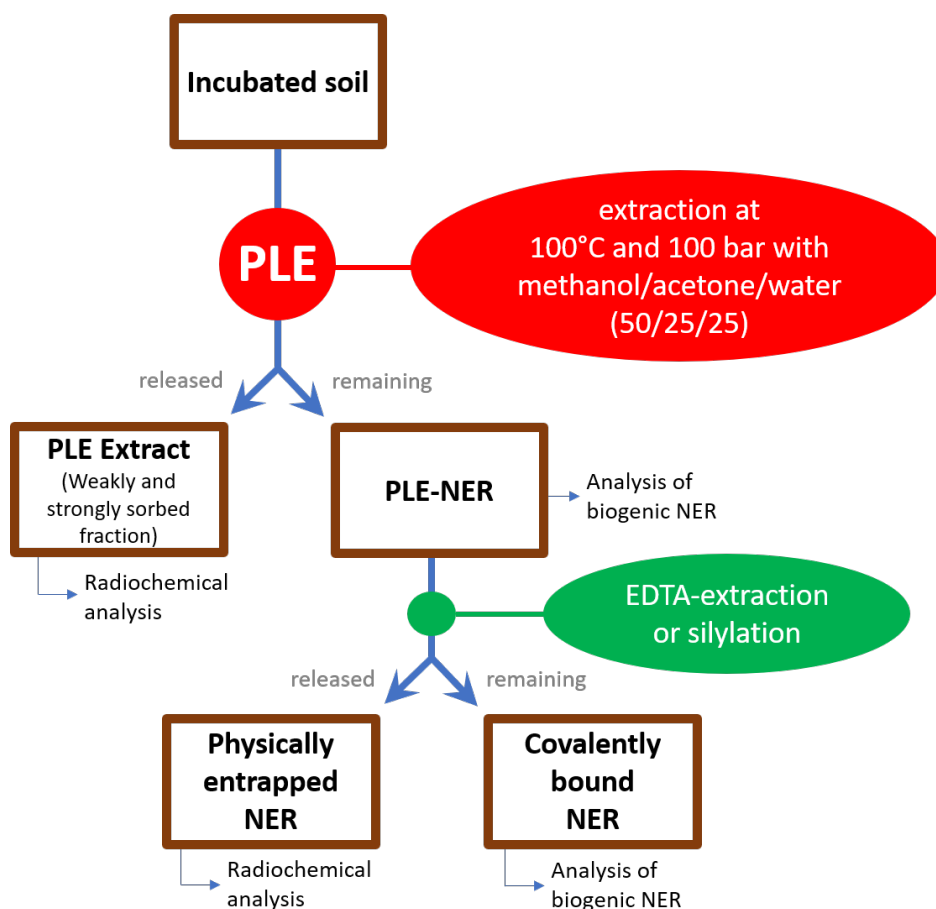 Incubated soil
PLE
extraction at
100°C and 100 bar with
methanol/acetone/water
(50/25/25)
released
remaining
PLE Extract
(Weakly and
strongly sorbed
fraction)
PLE-NER
Analysis of
biogenic NER
Radiochemical
analysis
EDTA-extraction
or silylation
released
remaining
Physically
entrapped
NER
Covalently
bound
NER
Radiochemical
analysis
Analysis of
biogenic NER